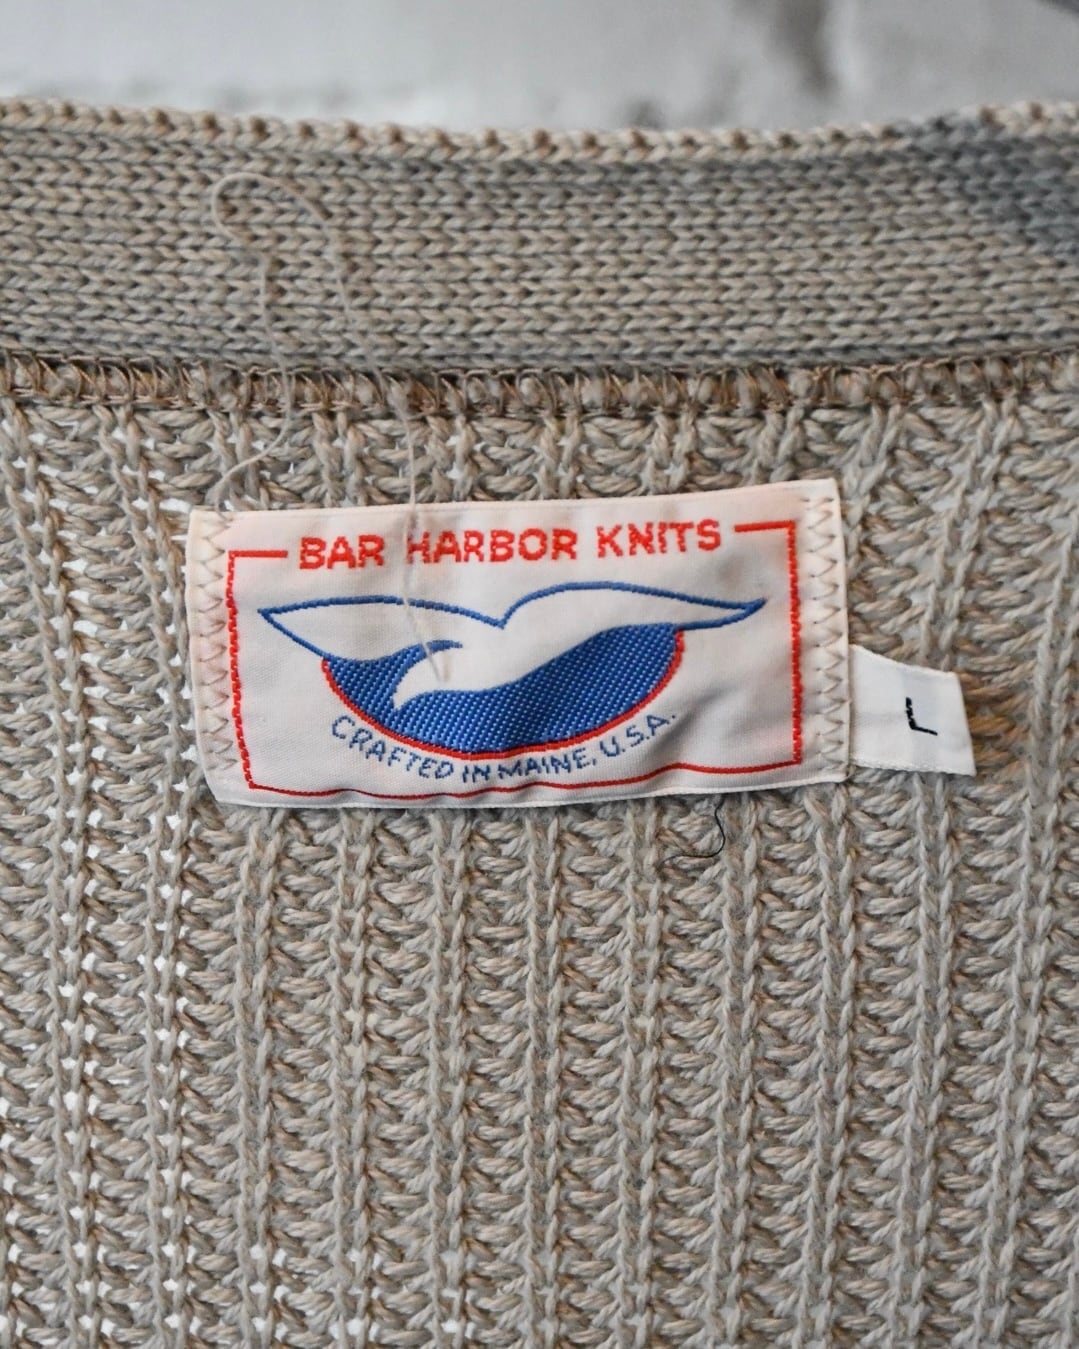 BAR HARBOR KNITS
CRAFTED IN MAINE, U.S.A.
L